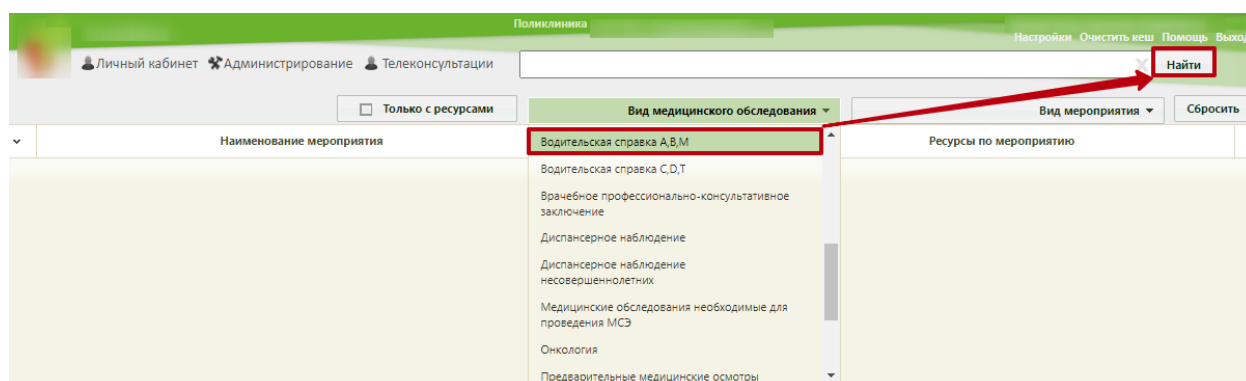 Поликлиника
Настройки Очистить кеш Помощь Выход
Личный кабинет Администрирование Телеконсультации
X Найти
Только с ресурсами Вид медицинского обследования Вид мероприятия Сбросить
Наименование мероприятия Ресурсы по мероприятию
Водительская справка A,B,M
Водительская справка C,D,T
Врачебное профессионально-консультативное
заключение
Диспансерное наблюдение
Диспансерное наблюдение
несовершеннолетних
Медицинские обследования необходимые для
проведения МСЭ
Онкология
Предварительные медицинские осмотры